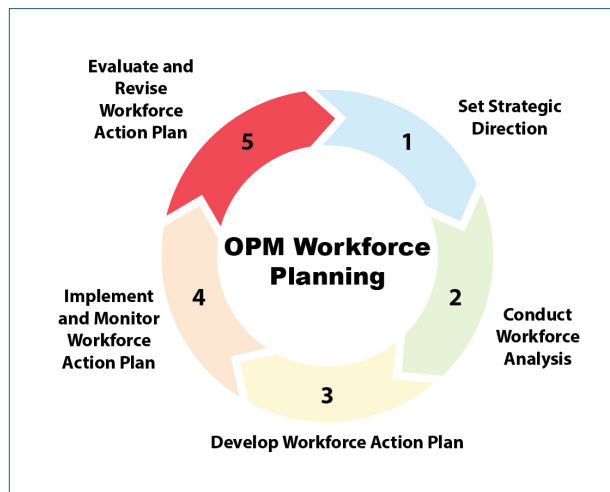 OPM Workforce
Planning
1
Set Strategic
Direction
2
Conduct
Workforce
Analysis
3
Develop Workforce Action Plan
4
Implement
and Monitor
Workforce
Action Plan
5
Evaluate and
Revise
Workforce
Action Plan